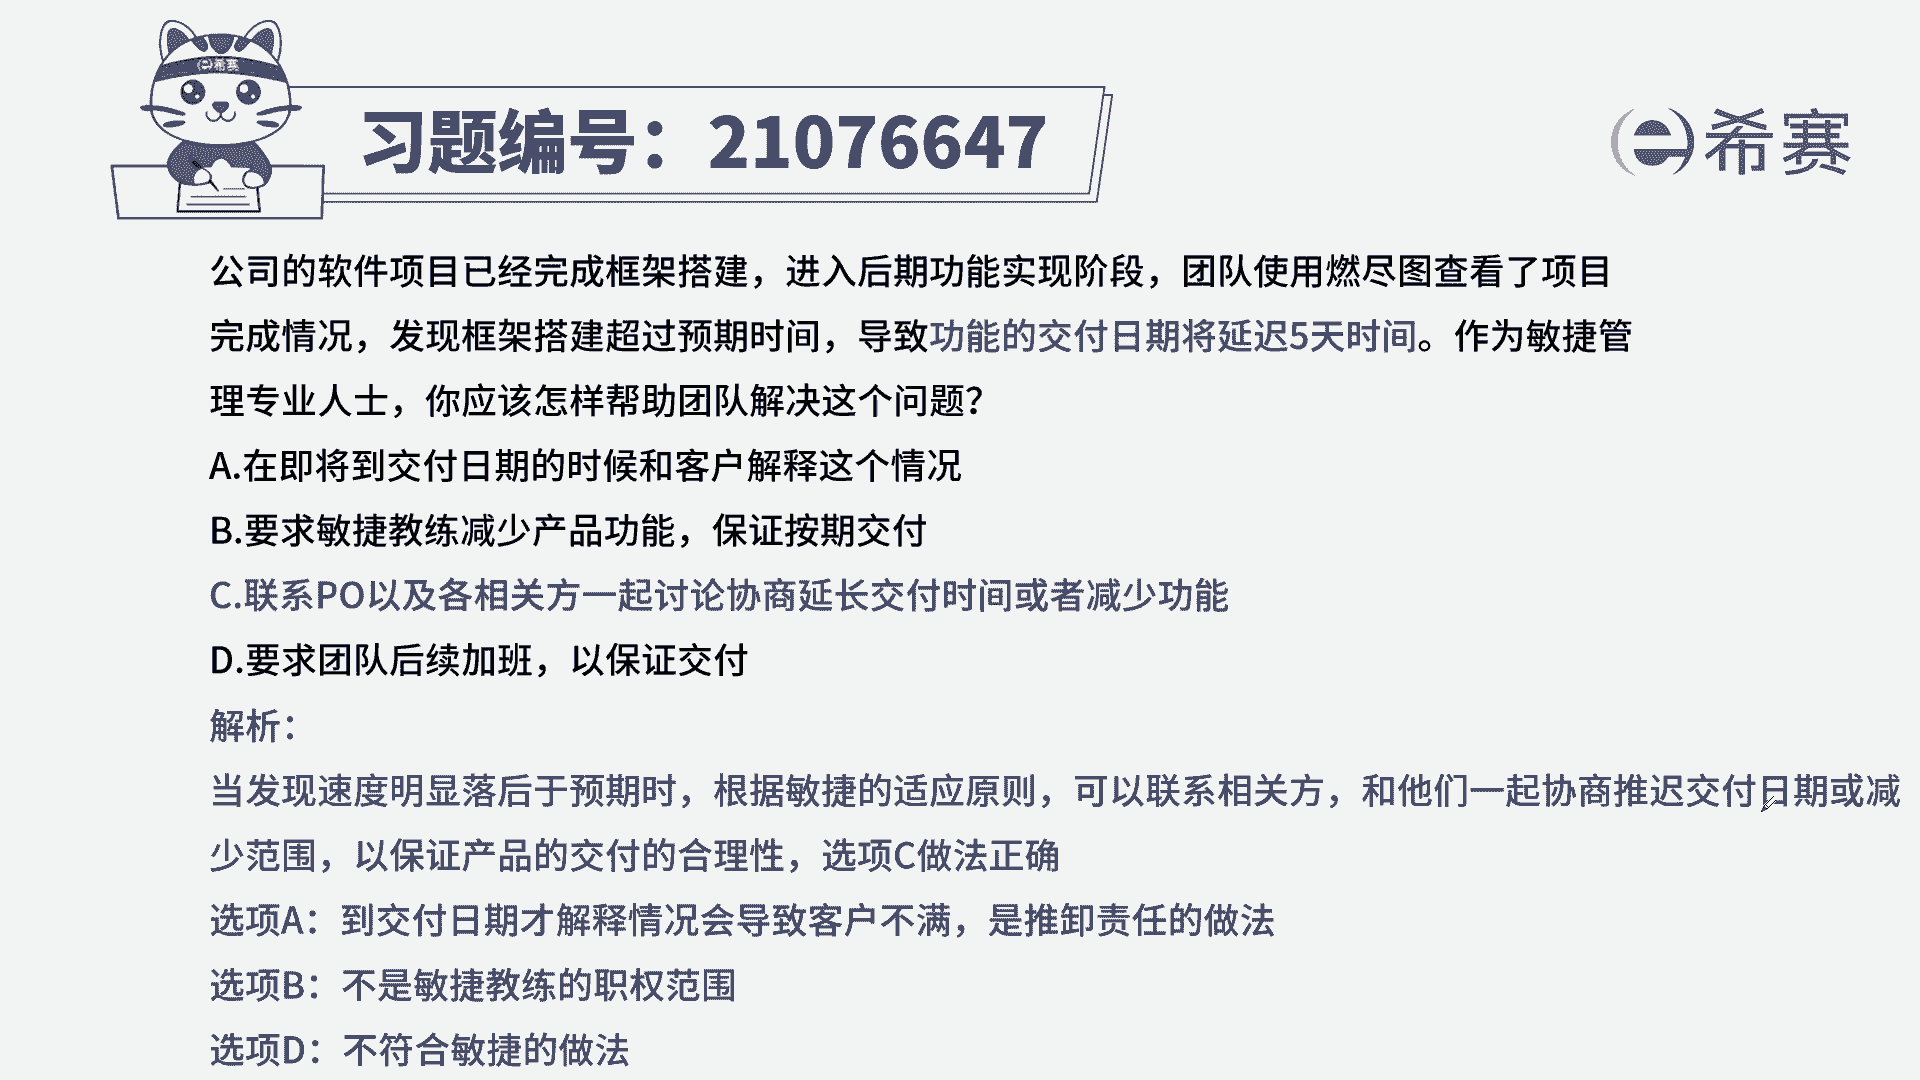 希赛
习题编号：21076647
希赛
公司的软件项目已经完成框架搭建，进入后期功能实现阶段，团队使用燃尽图查看了项目
完成情况，发现框架搭建超过预期时间，导致功能的交付日期将延迟5天时间。作为敏捷管
理专业人士，你应该怎样帮助团队解决这个问题？
A.在即将到交付日期的时候和客户解释这个情况
B.要求敏捷教练减少产品功能，保证按期交付
C.联系PO以及各相关方一起讨论协商延长交付时间或者减少功能
D.要求团队后续加班，以保证交付
解析：
当发现速度明显落后于预期时，根据敏捷的适应原则，可以联系相关方，和他们一起协商推迟交付日期或减
少范围，以保证产品的交付的合理性，选项C做法正确
选项A：到交付日期才解释情况会导致客户不满，是推卸责任的做法
选项B：不是敏捷教练的职权范围
选项D：不符合敏捷的做法